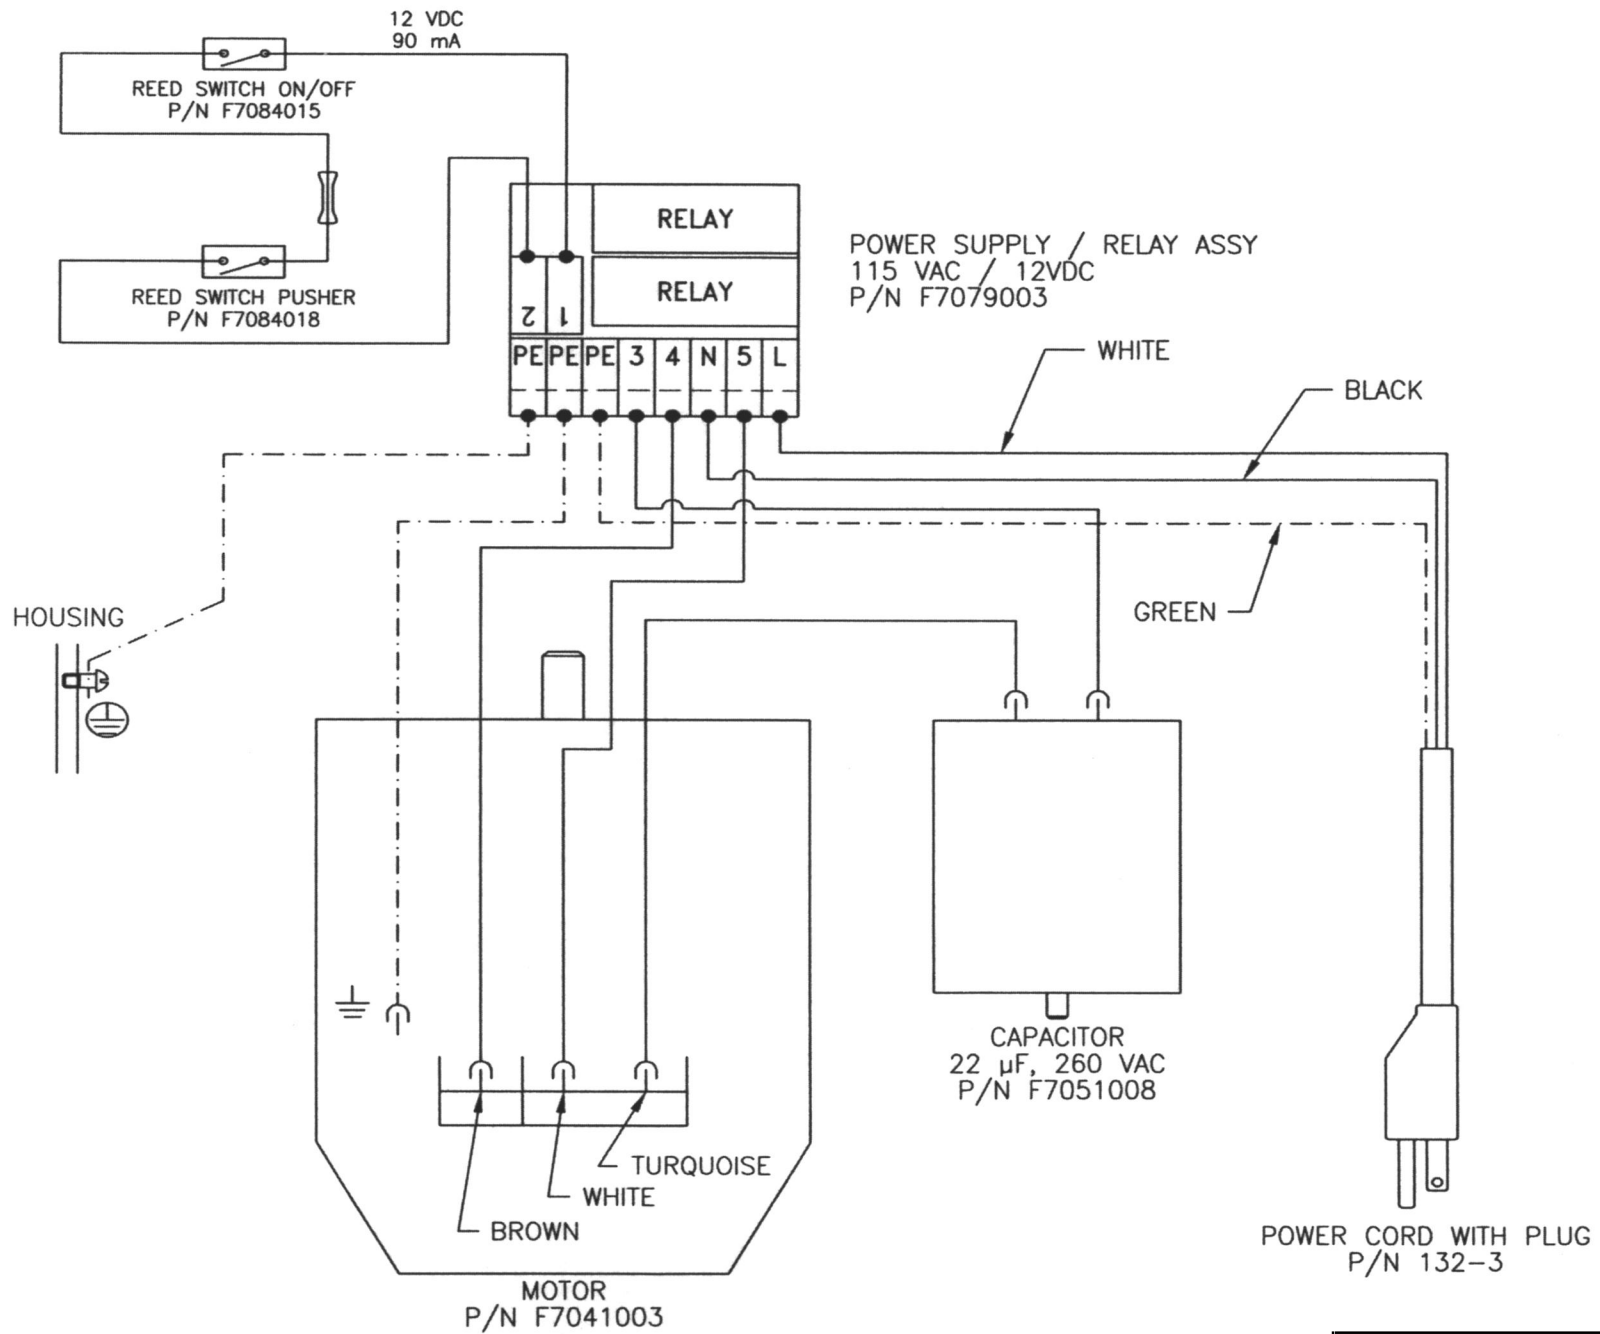 12 VDC
90 mA
REED SWITCH ON/OFF
P/N F7084015
REED SWITCH PUSHER
P/N F7084018
RELAY
RELAY
2 1
PE PE PE 3 4 N 5 L
POWER SUPPLY / RELAY ASSY
115 VAC / 12VDC
P/N F7079003
WHITE
BLACK
GREEN
HOUSING
CAPACITOR
22 µF, 260 VAC
P/N F7051008
TURQUOISE
WHITE
BROWN
MOTOR
P/N F7041003
POWER CORD WITH PLUG
P/N 132-3